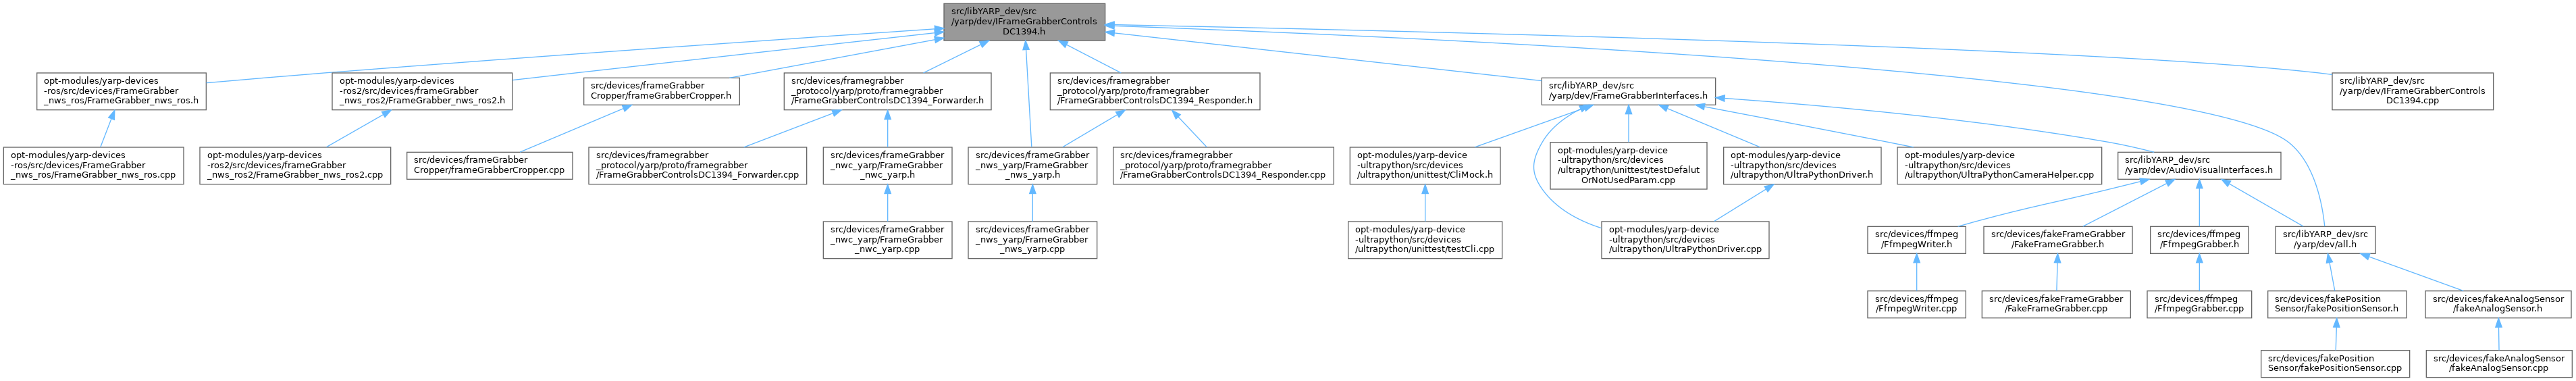 src/libYARP_dev/src
/yarp/dev/IFrameGrabberControls
DC1394.h
opt-modules/yarp-devices
-ros/src/devices/FrameGrabber
_nws_ros/FrameGrabber_nws_ros.h
opt-modules/yarp-devices
-ros2/src/devices/frameGrabber
_nws_ros2/FrameGrabber_nws_ros2.h
src/devices/frameGrabber
Cropper/frameGrabberCropper.h
src/devices/framegrabber
_protocol/yarp/proto/framegrabber
/FrameGrabberControlsDC1394_Forwarder.h
src/devices/framegrabber
_protocol/yarp/proto/framegrabber
/FrameGrabberControlsDC1394_Responder.h
src/libYARP_dev/src
/yarp/dev/FrameGrabberInterfaces.h
src/libYARP_dev/src
/yarp/dev/IFrameGrabberControls
DC1394.cpp
opt-modules/yarp-devices
-ros/src/devices/FrameGrabber
_nws_ros/FrameGrabber_nws_ros.cpp
opt-modules/yarp-devices
-ros2/src/devices/frameGrabber
_nws_ros2/FrameGrabber_nws_ros2.cpp
src/devices/frameGrabber
Cropper/frameGrabberCropper.cpp
src/devices/framegrabber
_protocol/yarp/proto/framegrabber
/FrameGrabberControlsDC1394_Forwarder.cpp
src/devices/frameGrabber
_nwc_yarp/FrameGrabber
_nwc_yarp.h
src/devices/frameGrabber
_nws_yarp/FrameGrabber
_nws_yarp.h
src/devices/framegrabber
_protocol/yarp/proto/framegrabber
/FrameGrabberControlsDC1394_Responder.cpp
opt-modules/yarp-device
-ultrapython/src/devices
/ultrapython/unittest/CliMock.h
opt-modules/yarp-device
-ultrapython/src/devices
/ultrapython/unittest/testDefalut
OrNotUsedParam.cpp
opt-modules/yarp-device
-ultrapython/src/devices
/ultrapython/UltraPythonDriver.h
opt-modules/yarp-device
-ultrapython/src/devices
/ultrapython/UltraPythonCameraHelper.cpp
src/libYARP_dev/src
/yarp/dev/AudioVisualInterfaces.h
src/devices/frameGrabber
_nwc_yarp/FrameGrabber
_nwc_yarp.cpp
src/devices/frameGrabber
_nws_yarp/FrameGrabber
_nws_yarp.cpp
opt-modules/yarp-device
-ultrapython/src/devices
/ultrapython/unittest/testCli.cpp
opt-modules/yarp-device
-ultrapython/src/devices
/ultrapython/UltraPythonDriver.cpp
src/devices/ffmpeg
/FfmpegWriter.h
src/devices/fakeFrameGrabber
/FakeFrameGrabber.h
src/devices/ffmpeg
/FfmpegGrabber.h
src/libYARP_dev/src
/yarp/dev/all.h
src/devices/ffmpeg
/FfmpegWriter.cpp
src/devices/fakeFrameGrabber
/FakeFrameGrabber.cpp
src/devices/ffmpeg
/FfmpegGrabber.cpp
src/devices/fakePosition
Sensor/fakePositionSensor.h
src/devices/fakeAnalogSensor
/fakeAnalogSensor.h
src/devices/fakePosition
Sensor/fakePositionSensor.cpp
src/devices/fakeAnalogSensor
/fakeAnalogSensor.cpp